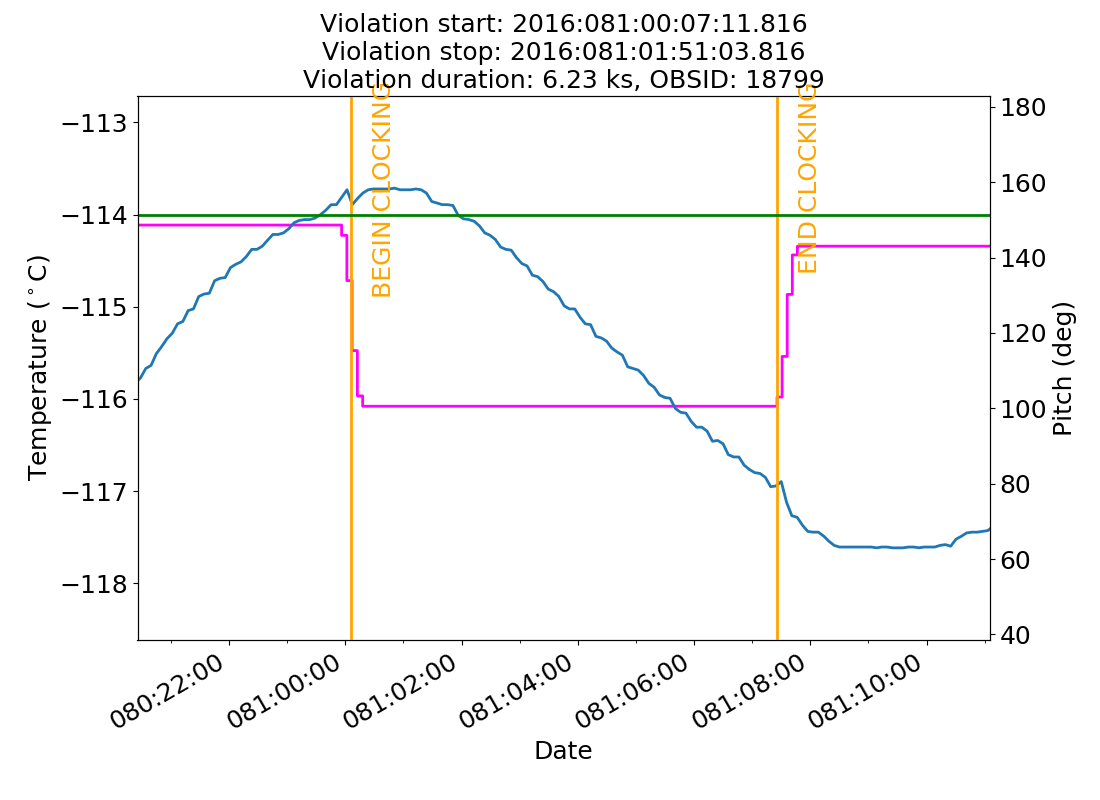 Violation start: 2016:081:00:07:11.816
Violation stop: 2016:081:01:51:03.816
Violation duration: 6.23 ks, OBSID: 18799
BEGIN CLOCKING
END CLOCKING
−113
−114
−115
−116
−117
−118
Temperature (°C)
180
160
140
120
100
80
60
40
Pitch (deg)
080:22:00
081:00:00
081:02:00
081:04:00
081:06:00
081:08:00
081:10:00
Date